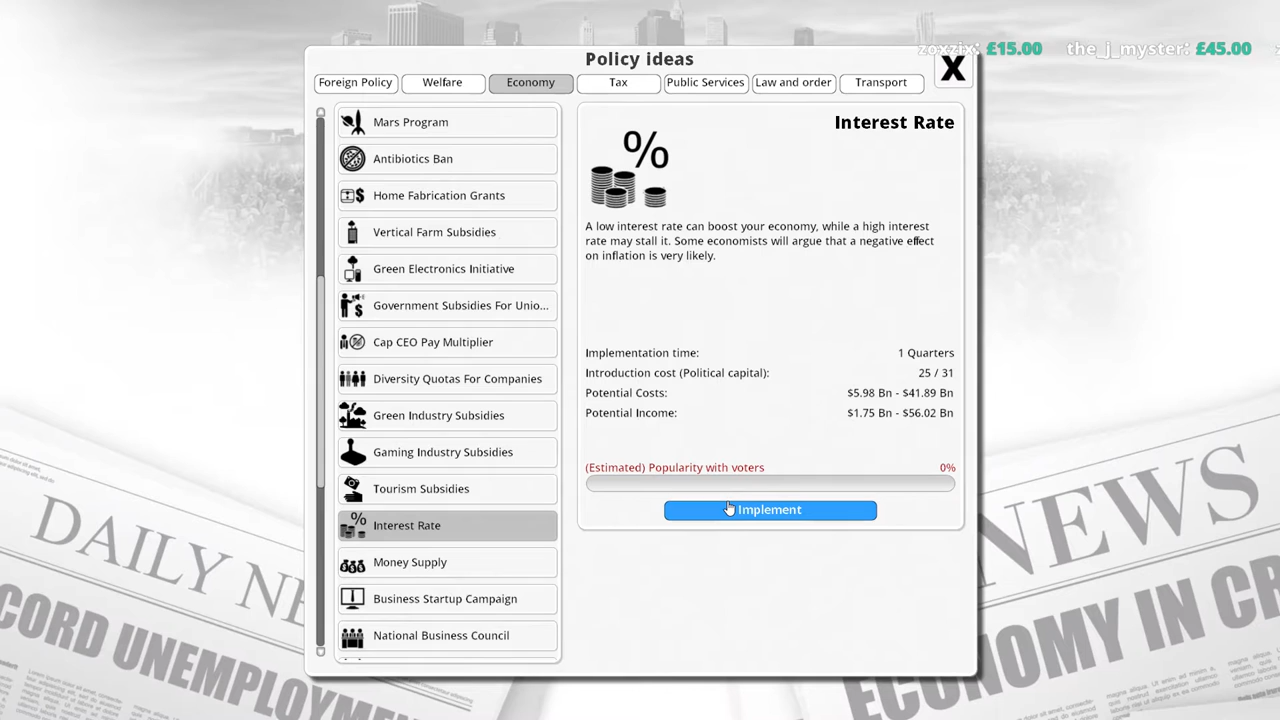 Policy ideas
zoxzix: £15.00 the_j_myster: £45.00
X
Foreign Policy Welfare Economy Tax Public Services Law and order Transport
Mars Program
Antibiotics Ban
Home Fabrication Grants
Vertical Farm Subsidies
Green Electronics Initiative
Government Subsidies For Unio...
Cap CEO Pay Multiplier
Diversity Quotas For Companies
Green Industry Subsidies
Gaming Industry Subsidies
Tourism Subsidies
Interest Rate
Money Supply
Business Startup Campaign
National Business Council
Interest Rate
%
A low interest rate can boost your economy, while a high interest
rate may stall it. Some economists will argue that a negative effect
on inflation is very likely.
Implementation time: 1 Quarters
Introduction cost (Political capital): 25 / 31
Potential Costs: $5.98 Bn - $41.89 Bn
Potential Income: $1.75 Bn - $56.02 Bn
(Estimated) Popularity with voters 0%
Implement
DAILY NE
CORD UNEMPLOYM
NEWS
ECONOMY IN CR